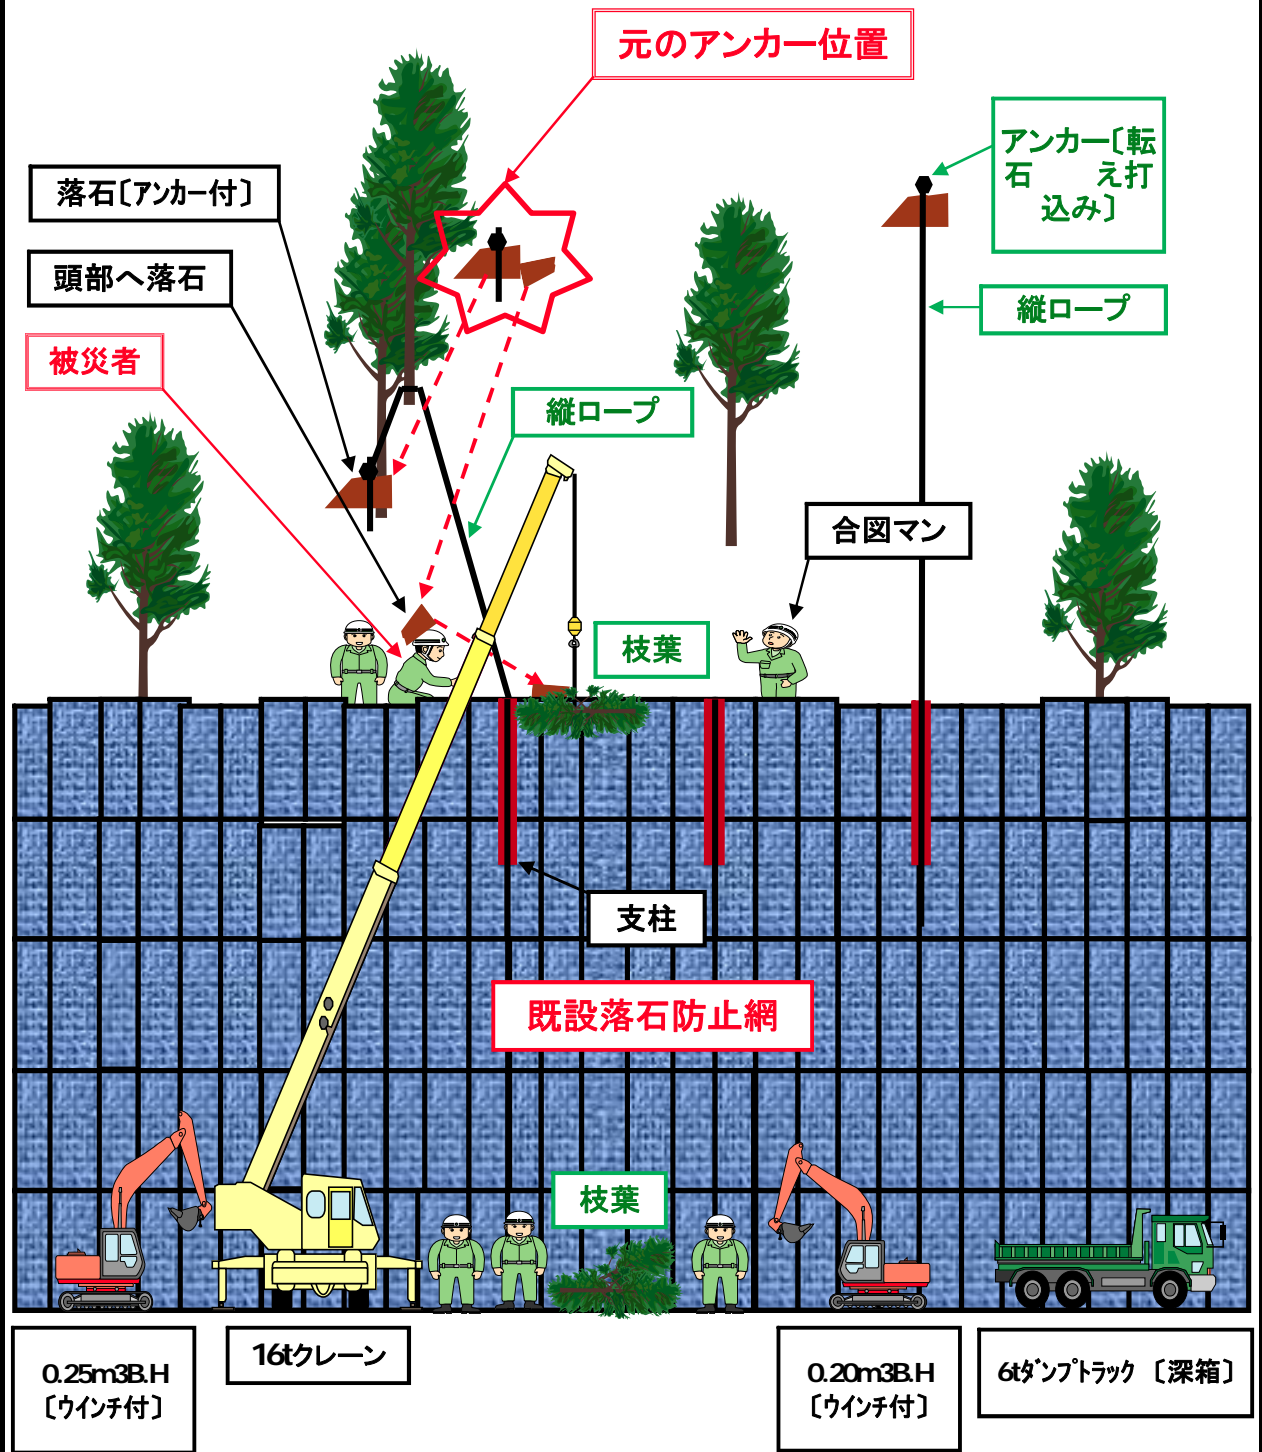 元のアンカー位置
アンカー〔転
石　　え打
込み〕
落石〔アンカー付〕
頭部へ落石
縦ロープ
被災者
縦ロープ
合図マン
枝葉
支柱
既設落石防止網
枝葉
16tクレーン
0.25m3B.H
〔ウインチ付〕
0.20m3B.H
〔ウインチ付〕
6tﾀﾞﾝﾌﾟﾄﾗｯｸ 〔深箱〕